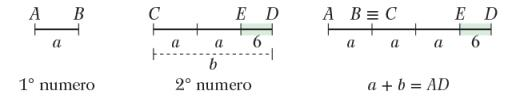 A B
a
1° numero
C E D
a a 6
b
2° numero
A B ≡ C E D
a a a 6
a + b = AD